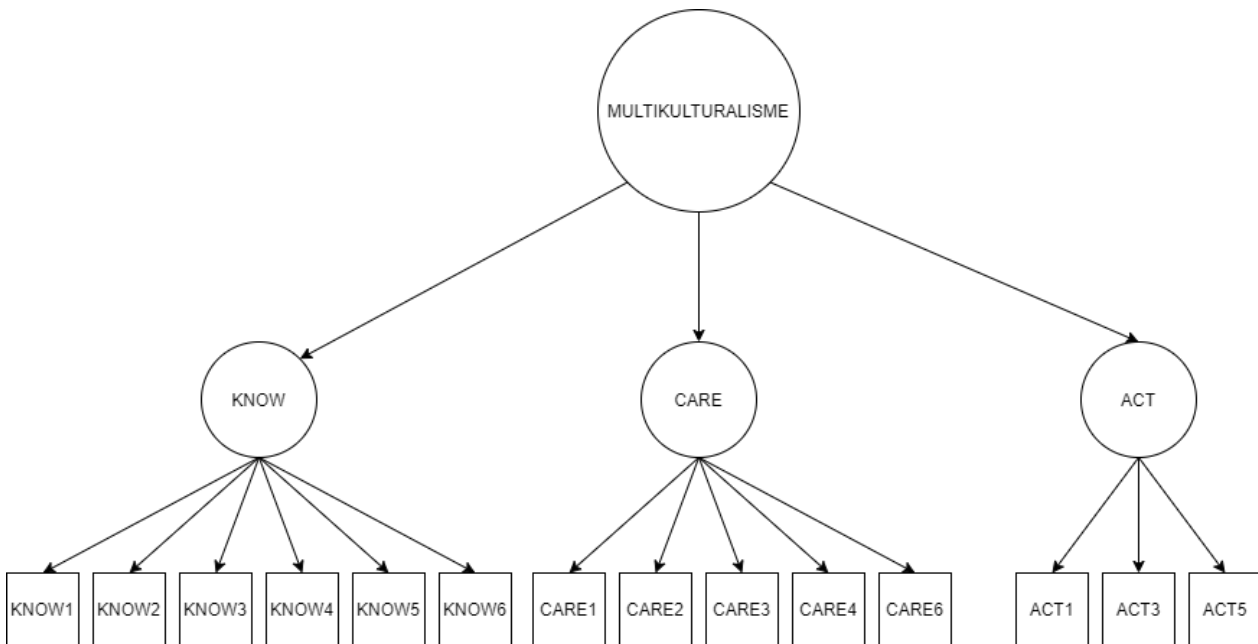 MULTIKULTURALISME
KNOW
CARE
ACT
KNOW1
KNOW2
KNOW3
KNOW4
KNOW5
KNOW6
CARE1
CARE2
CARE3
CARE4
CARE6
ACT1
ACT3
ACT5